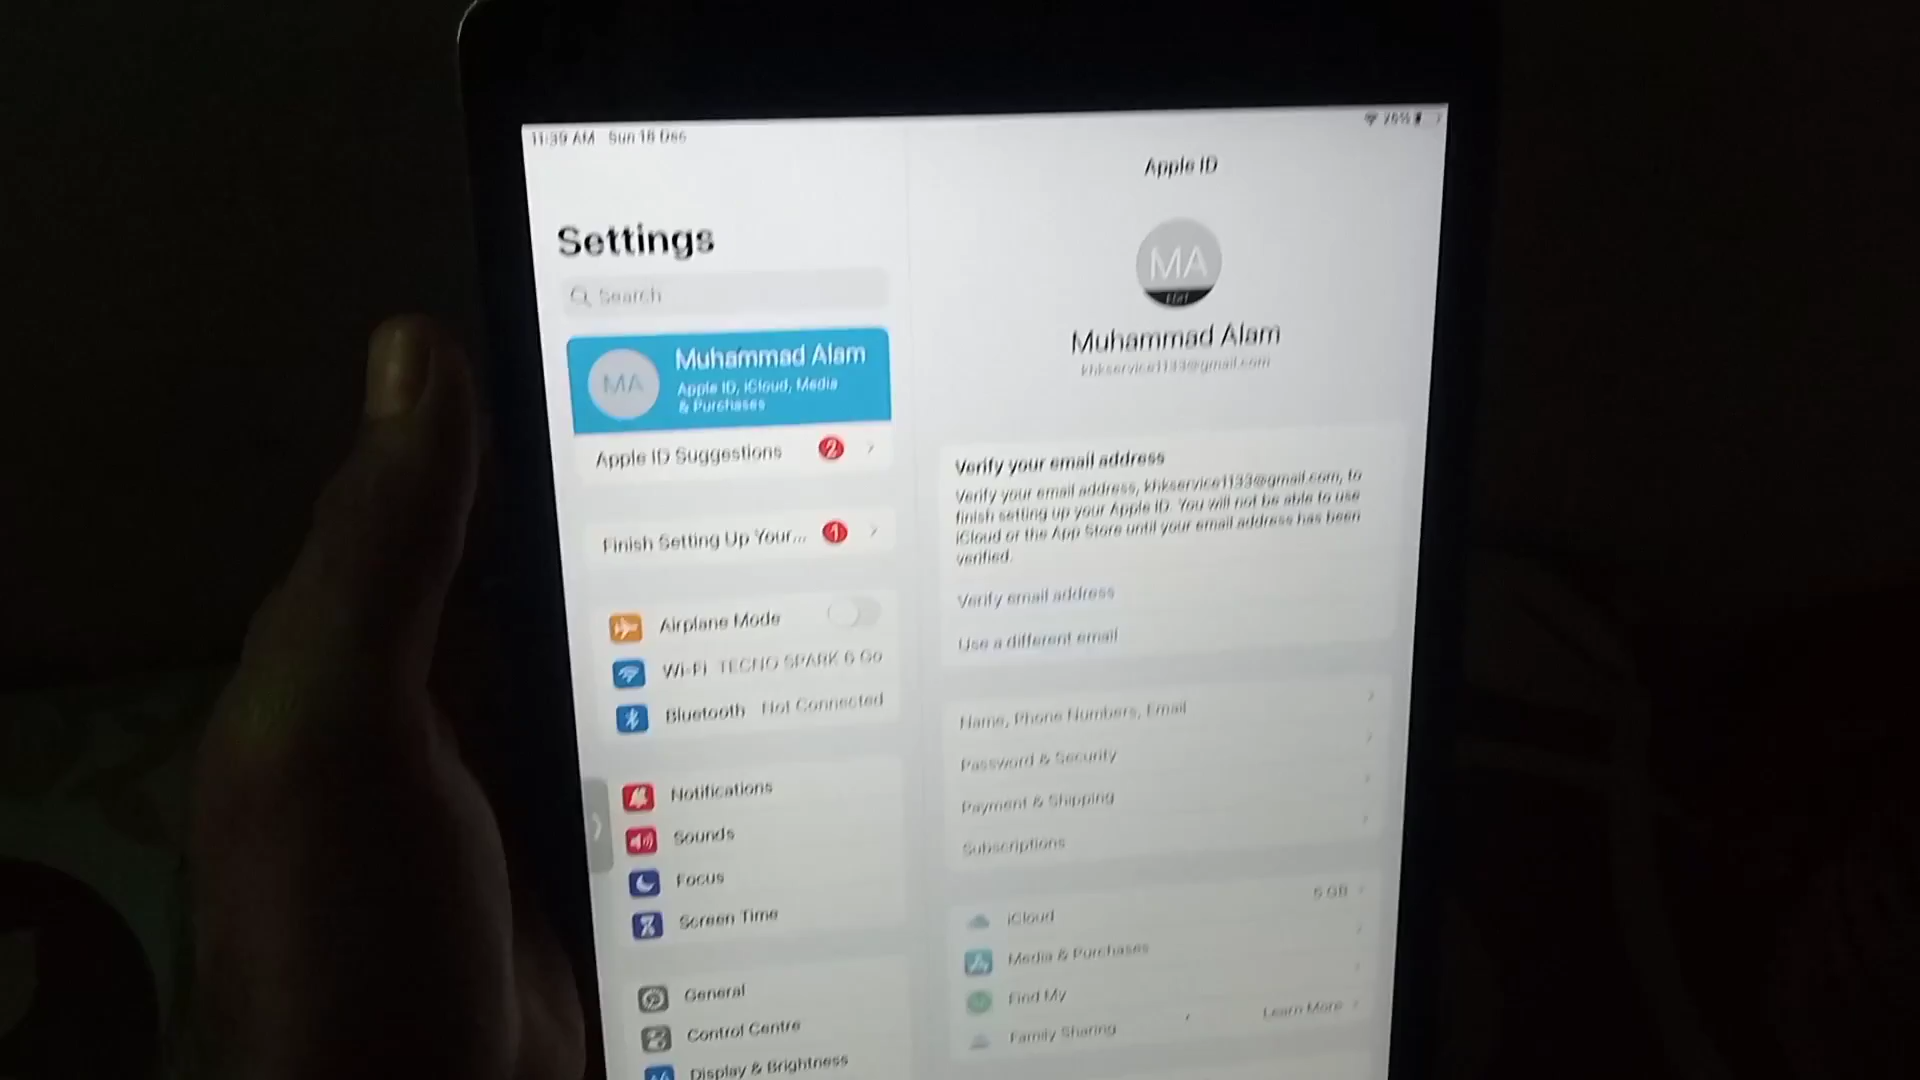 11:39 AM Sun 18 Dec
Settings
Search
MA
Muhammad Alam
Apple ID, iCloud, Media
& Purchases
Apple ID Suggestions 2
Finish Setting Up Your... 1
Airplane Mode
Wi-Fi TECNO SPARK 6 Go
Bluetooth Not Connected
Notifications
Sounds
Focus
Screen Time
General
Control Centre
Display & Brightness
Apple ID
MA
Muhammad Alam
khkservice1133@gmail.com
Verify your email address
Verify your email address, khkservice1133@gmail.com, to
finish setting up your Apple ID. You will not be able to use
iCloud or the App Store until your email address has been
verified.
Verify email address
Use a different email
Name, Phone Numbers, Email
Password & Security
Payment & Shipping
Subscriptions
iCloud 5 GB
Media & Purchases
Find My
Family Sharing Learn More